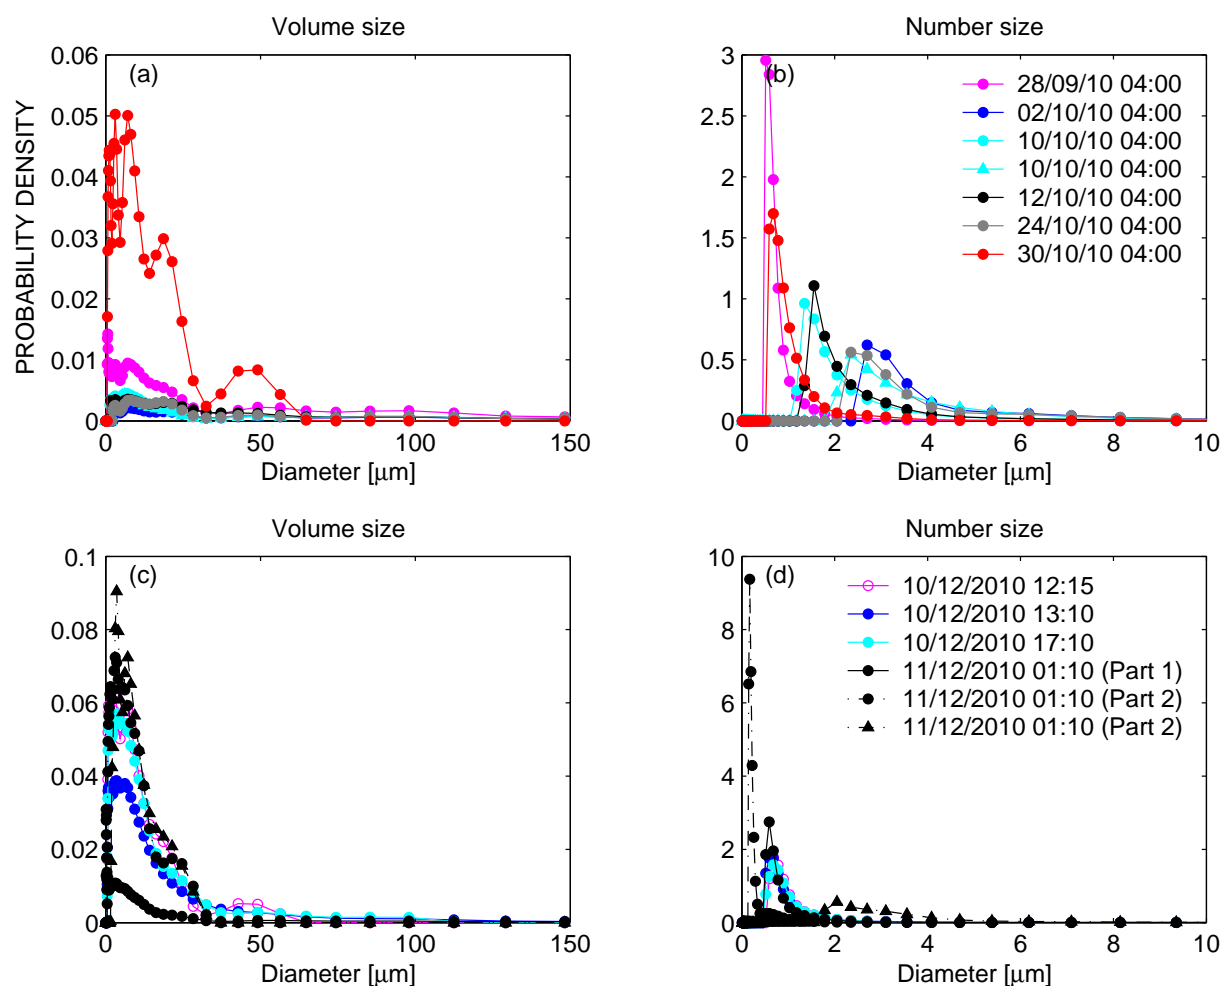 Volume size
(a)
PROBABILITY DENSITY
0.06
0.05
0.04
0.03
0.02
0.01
0
0 50 100 150
Diameter [μm]
Number size
(b)
3
2.5
2
1.5
1
0.5
0
28/09/10 04:00
02/10/10 04:00
10/10/10 04:00
10/10/10 04:00
12/10/10 04:00
24/10/10 04:00
30/10/10 04:00
0 2 4 6 8 10
Diameter [μm]
Volume size
(c)
0.1
0.08
0.06
0.04
0.02
0
0 50 100 150
Diameter [μm]
Number size
(d)
10
8
6
4
2
0
10/12/2010 12:15
10/12/2010 13:10
10/12/2010 17:10
11/12/2010 01:10 (Part 1)
11/12/2010 01:10 (Part 2)
11/12/2010 01:10 (Part 2)
0 2 4 6 8 10
Diameter [μm]